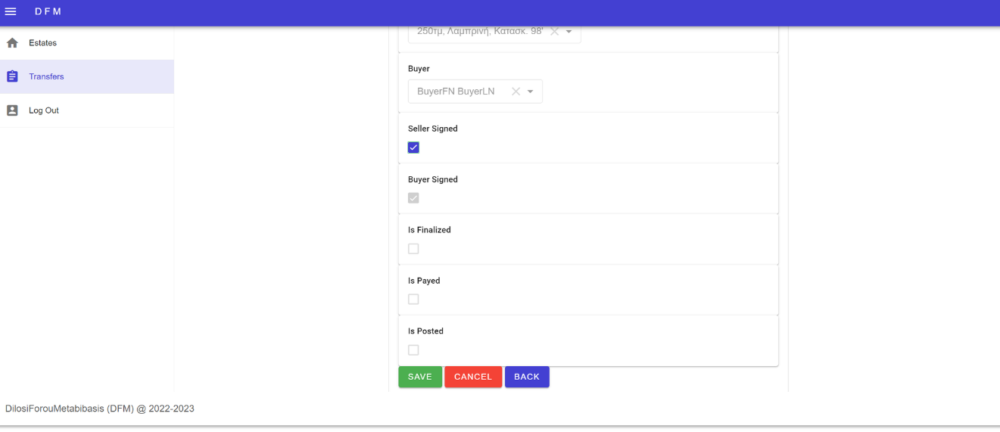 DFM
Estates
Transfers
Log Out
250τμ, Λαμπρινή, Κατασκ. 98'
Buyer
BuyerFN BuyerLN
Seller Signed
Buyer Signed
Is Finalized
Is Payed
Is Posted
SAVE CANCEL BACK
DilosiForouMetabibasis (DFM) @ 2022-2023